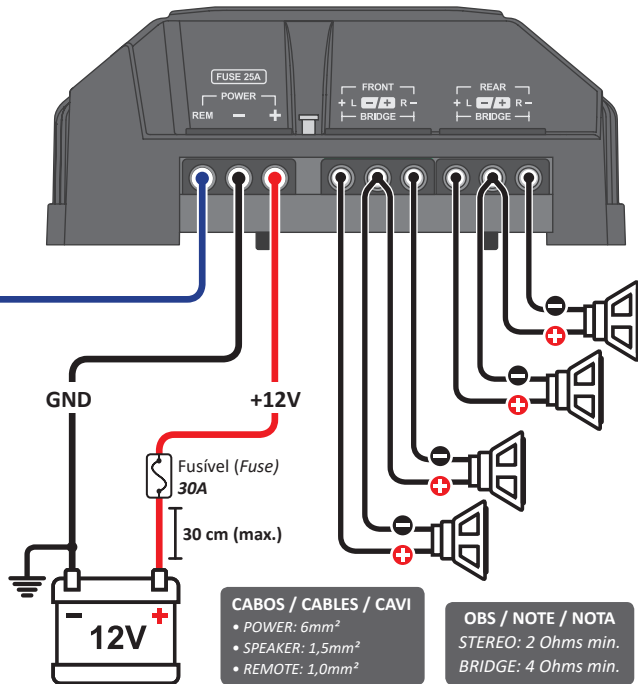 FUSE 25A
POWER
REM − +
FRONT
+ L −/+ R −
BRIDGE
REAR
+ L −/+ R −
BRIDGE
− 
+
−
+
−
+
−
+
GND
+12V
Fusível (Fuse)
30A
30 cm (max.)
− +
12V
CABOS / CABLES / CAVI
• POWER: 6mm²
• SPEAKER: 1,5mm²
• REMOTE: 1,0mm²
OBS / NOTE / NOTA
STEREO: 2 Ohms min.
BRIDGE: 4 Ohms min.